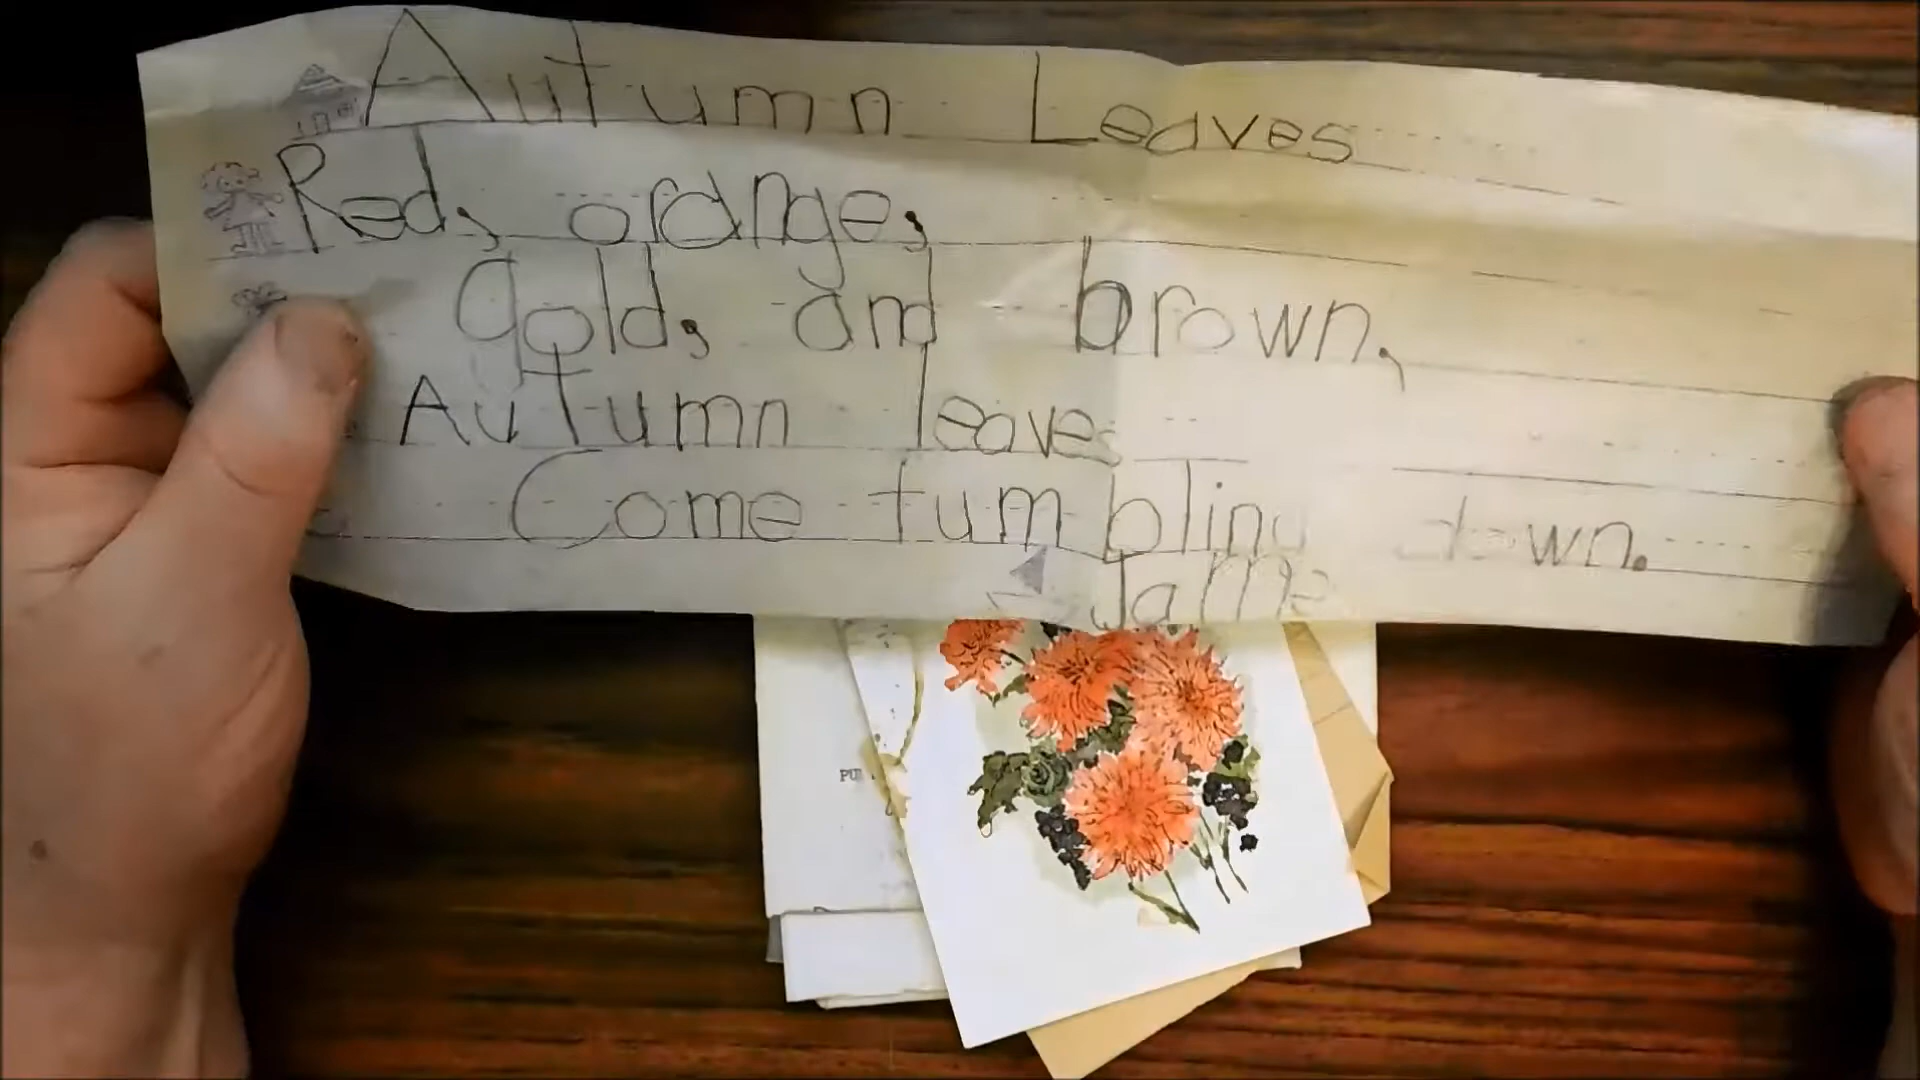 Autumn Leaves
Red, orange,
gold, and brown,
Autumn leaves
Come tumbling down.